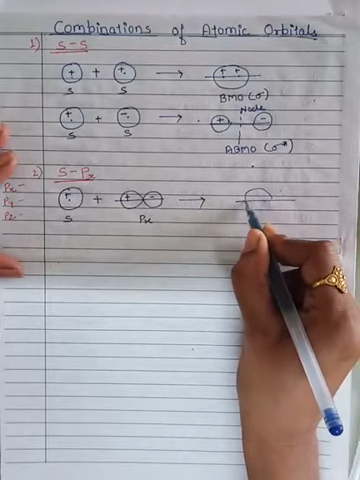 Combinations of Atomic Orbitals
1) S-S
+ + + → + +
S S BMO (σ)
Node
+ + - → + -
S S ABMO (σ*)
2) S-Px
Px -
Py -
Pz -
+ + + - →
S Px